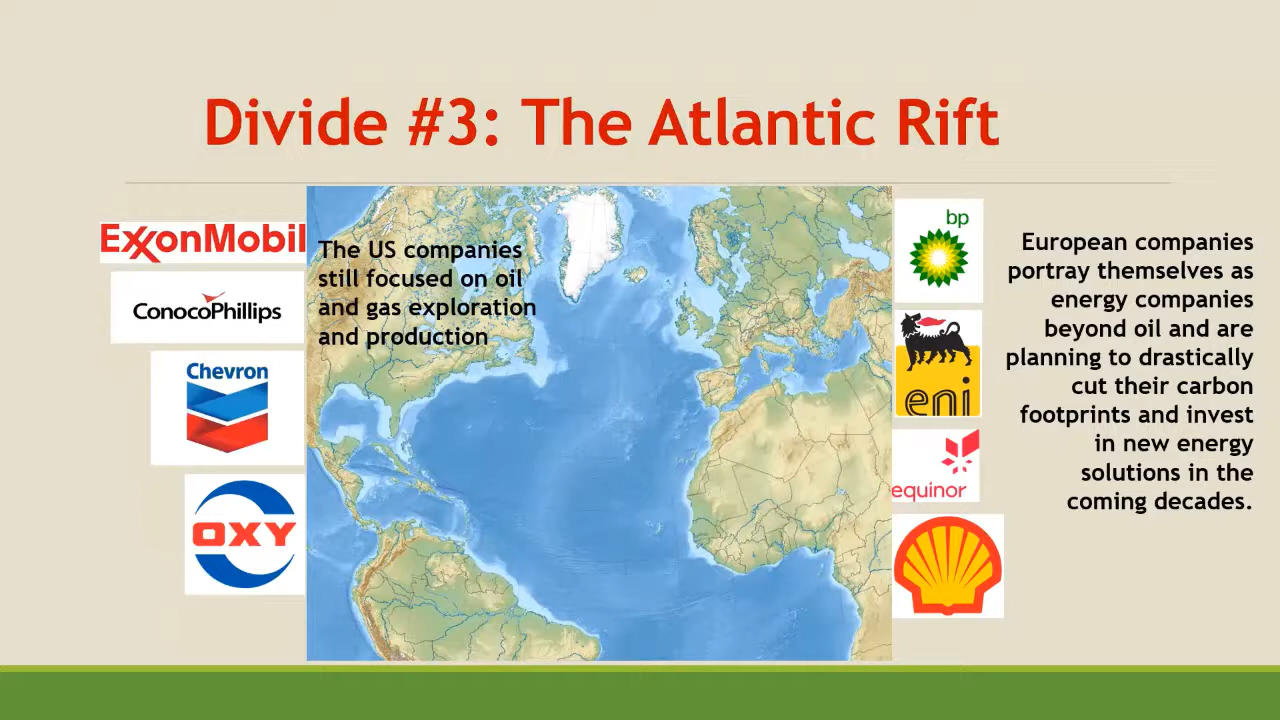 Divide #3: The Atlantic Rift
ExxonMobil
ConocoPhillips
Chevron
OXY
The US companies
still focused on oil
and gas exploration
and production
bp
eni
equinor
European companies
portray themselves as
energy companies
beyond oil and are
planning to drastically
cut their carbon
footprints and invest
in new energy
solutions in the
coming decades.